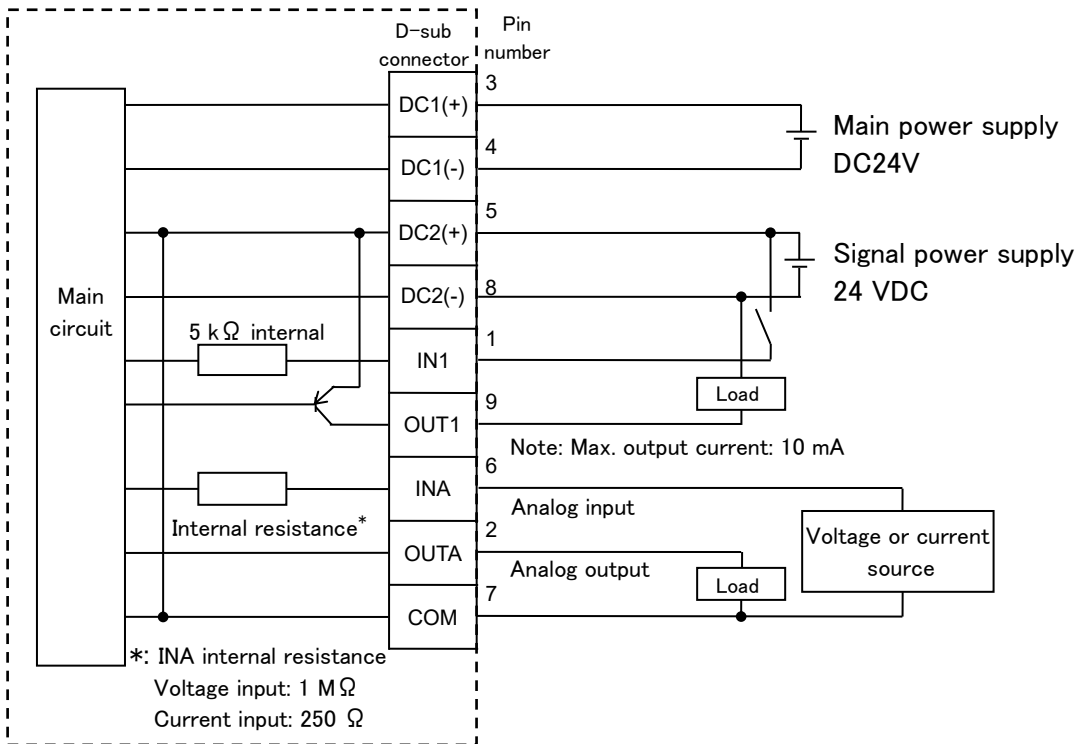 D-sub
connector
Pin
number
3
DC1(+)
Main power supply
DC24V
4
DC1(-)
5
DC2(+)
Signal power supply
24 VDC
8
DC2(-)
Main
circuit
5 kΩ internal
1
IN1
Load
9
OUT1
Note: Max. output current: 10 mA
6
INA
Analog input
Internal resistance*
2
OUTA
Analog output
Voltage or current
source
Load
7
COM
*: INA internal resistance
Voltage input: 1 MΩ
Current input: 250 Ω